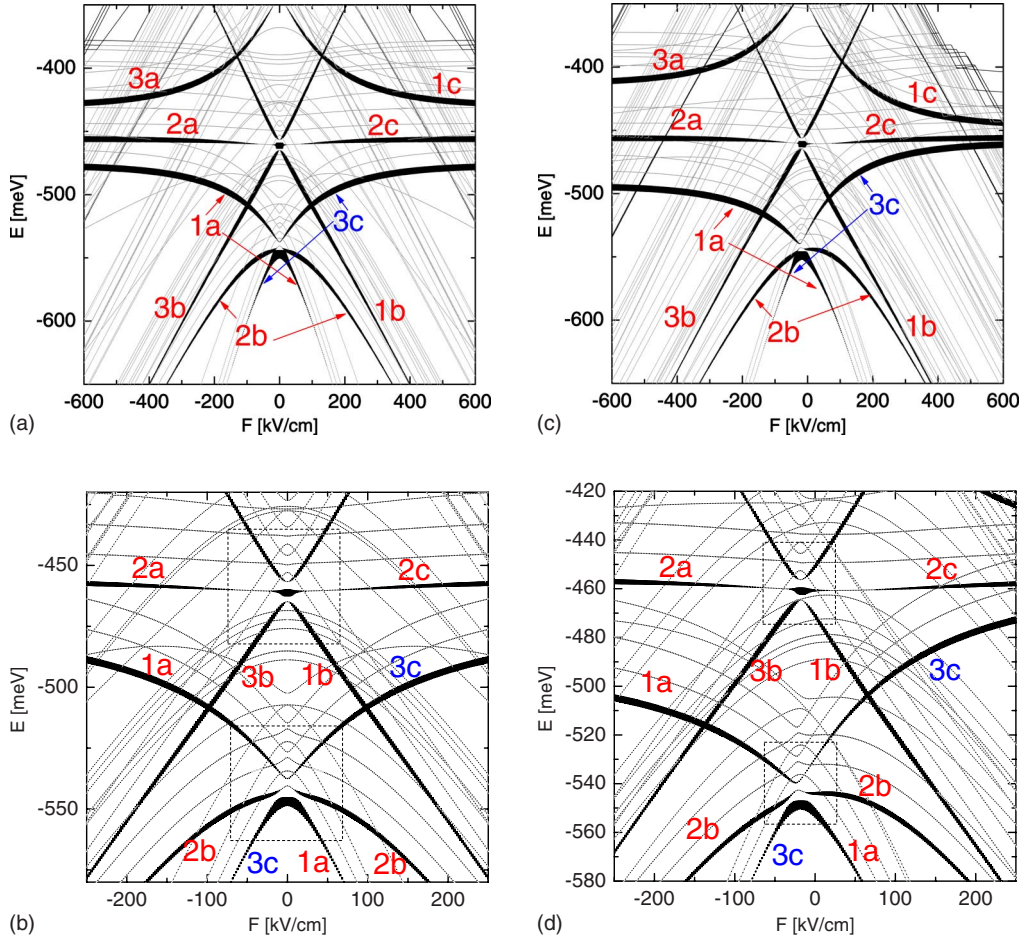 3a
1c
2a
2c
1a
3c
3b
2b
1b
-400
-500
-600
E [meV]
-600 -400 -200 0 200 400 600
F [kV/cm]
(a)
3a
1c
2a
2c
3c
1a
3b
2b
1b
-400
-500
-600
E [meV]
-600 -400 -200 0 200 400 600
F [kV/cm]
(c)
2a
2c
1a
3b
1b
3c
2b
3c
1a
2b
-450
-500
-550
E [meV]
-200 -100 0 100 200
F [kV/cm]
(b)
2a
2c
1a
3b
1b
3c
2b
2b
3c
1a
-420
-440
-460
-480
-500
-520
-540
-560
-580
E [meV]
-200 -100 0 100 200
F [kV/cm]
(d)